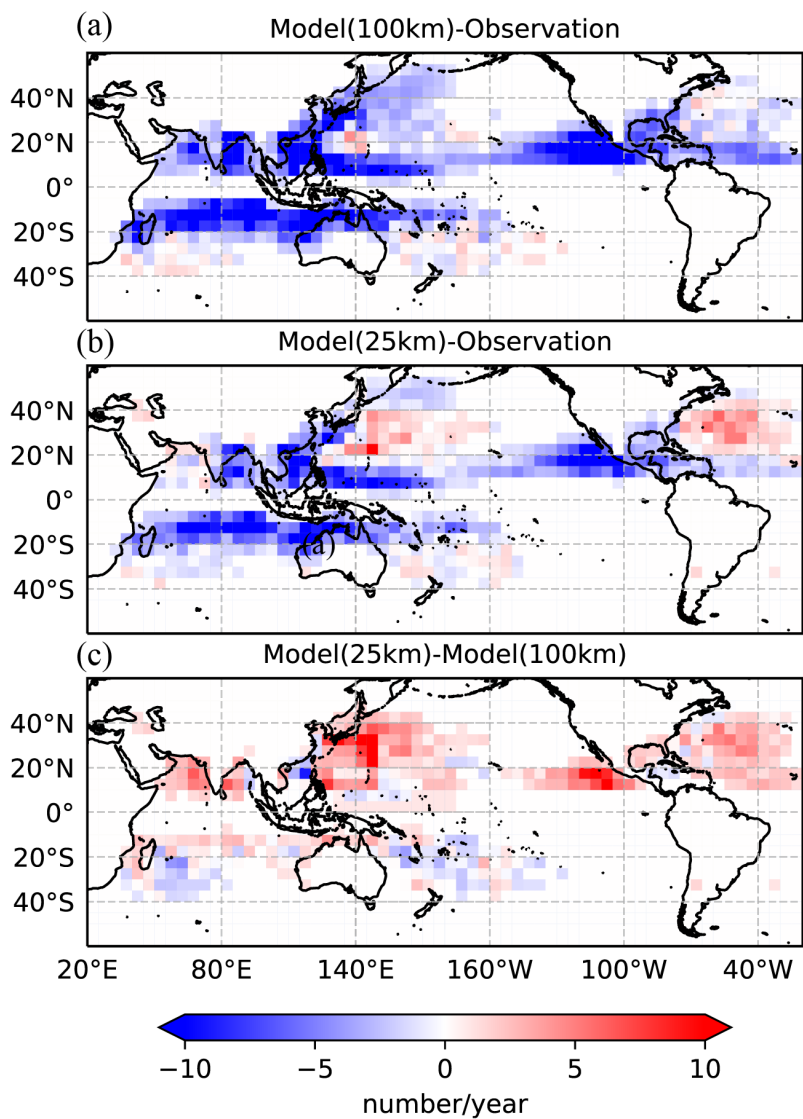 (a)
Model(100km)-Observation
40°N
20°N
0°
20°S
40°S
(b)
Model(25km)-Observation
40°N
20°N
0°
20°S
(a)
40°S
(c)
Model(25km)-Model(100km)
40°N
20°N
0°
20°S
40°S
20°E 80°E 140°E 160°W 100°W 40°W
−10 −5 0 5 10
number/year